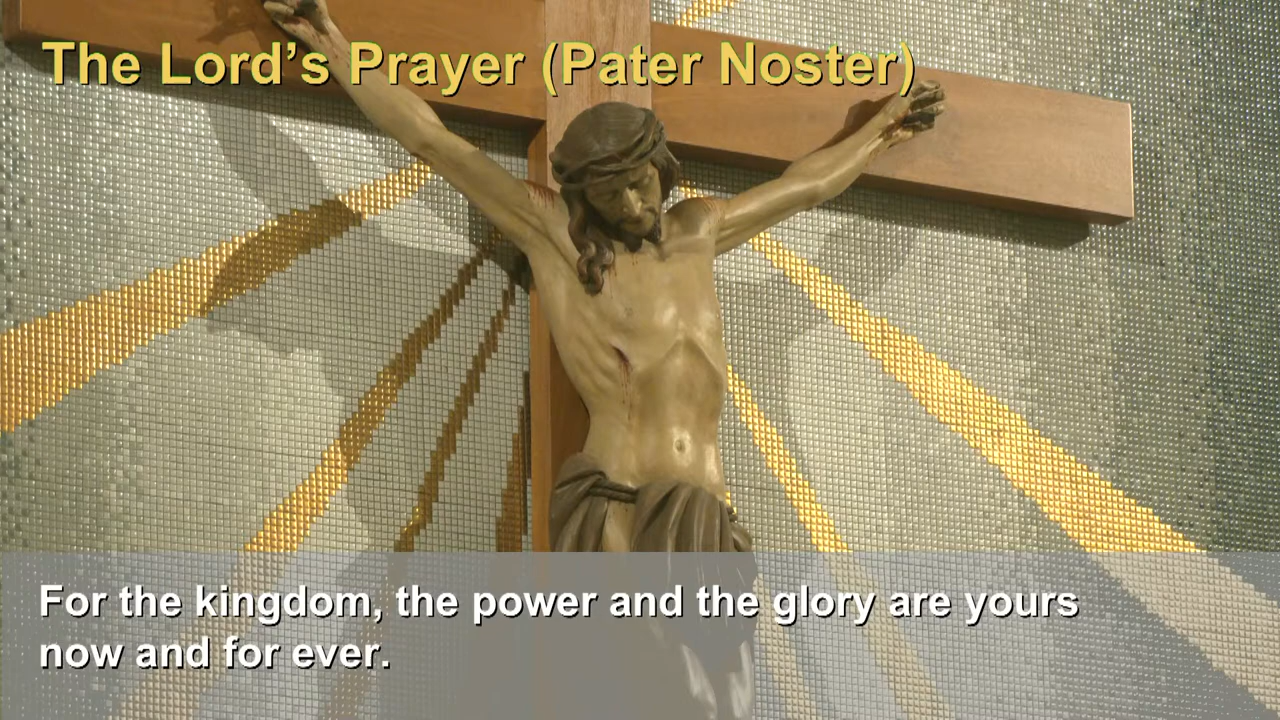 The Lord’s Prayer (Pater Noster)
For the kingdom, the power and the glory are yours
now and for ever.